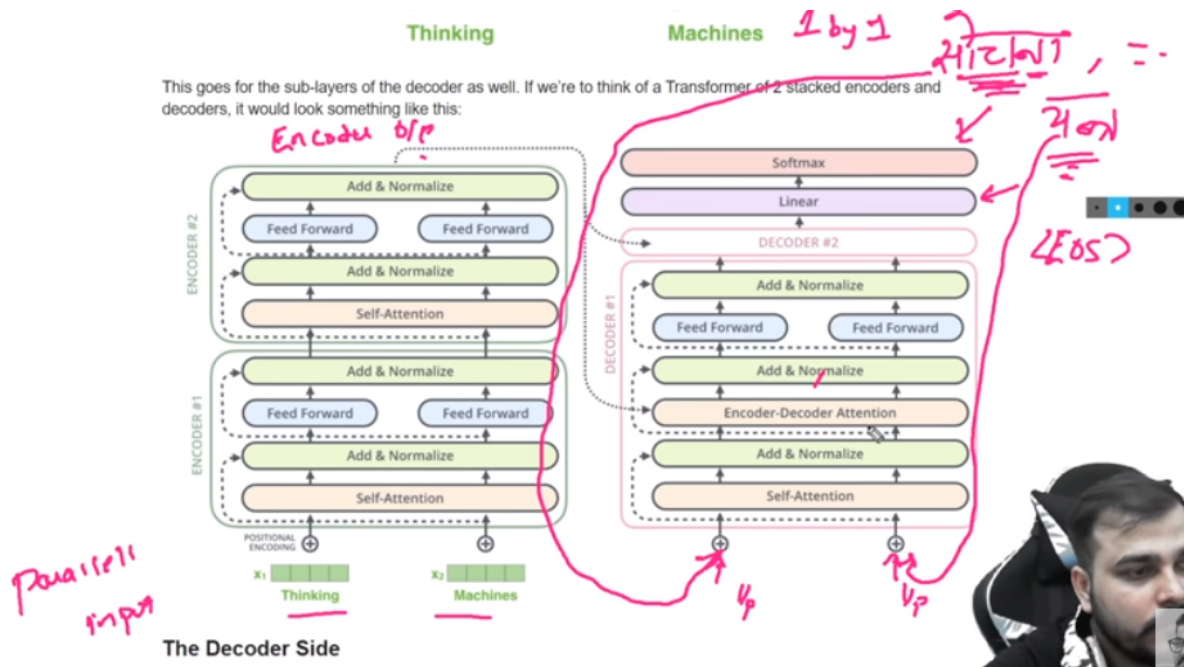 Thinking
Machines
1 by 1
This goes for the sub-layers of the decoder as well. If we're to think of a Transformer of 2 stacked encoders and
decoders, it would look something like this:
Encoder o/p
Softmax
Linear
DECODER #2
<EOS>
ENCODER #2
Add & Normalize
Feed Forward
Feed Forward
Add & Normalize
Self-Attention
DECODER #1
Add & Normalize
Feed Forward
Feed Forward
Add & Normalize
Encoder-Decoder Attention
Add & Normalize
Self-Attention
ENCODER #1
Add & Normalize
Feed Forward
Feed Forward
Add & Normalize
Self-Attention
POSITIONAL
ENCODING
x1
x2
Thinking
Machines
Parallell
input
I/p
I/p
The Decoder Side